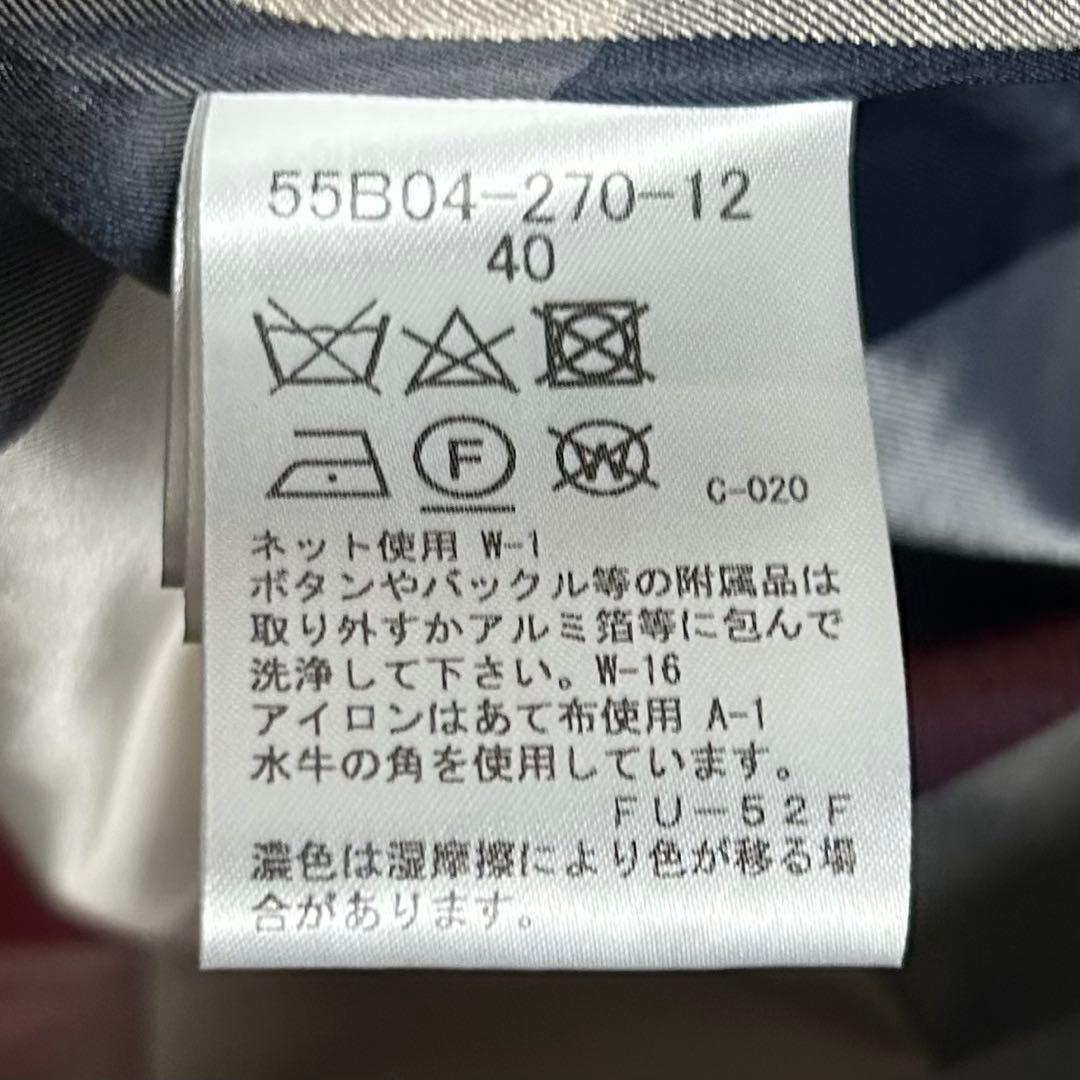 55B04-270-12
40
F W C-020
ネット使用 W-1
ボタンやバックル等の附属品は
取り外すかアルミ箔等に包んで
洗浄して下さい。W-16
アイロンはあて布使用 A-1
水牛の角を使用しています。
FU-52F
濃色は湿摩擦により色が移る場
合があります。